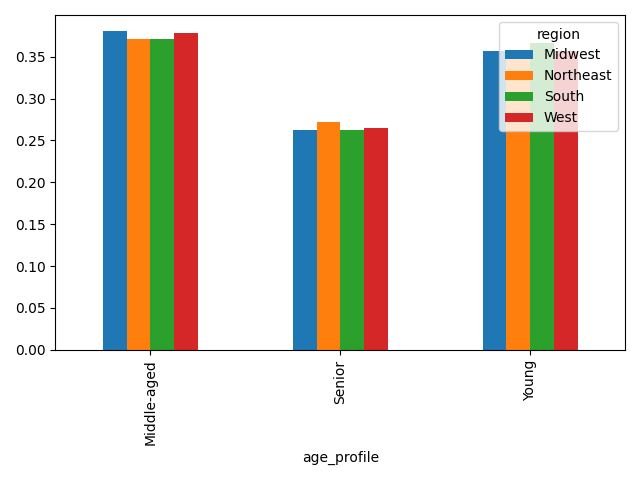 region
Midwest
Northeast
South
West
0.35
0.30
0.25
0.20
0.15
0.10
0.05
0.00
Middle-aged
Senior
Young
age_profile